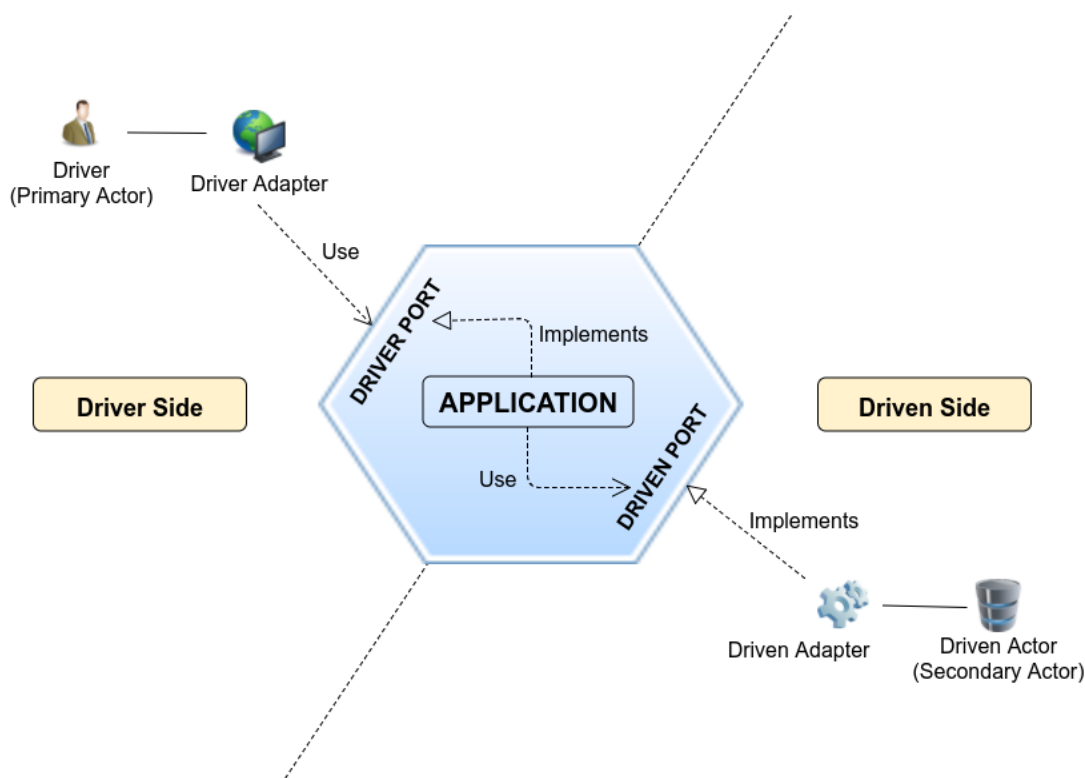 Driver
(Primary Actor)
Driver Adapter
Use
DRIVER PORT
Implements
Driver Side
APPLICATION
Driven Side
Use
DRIVEN PORT
Implements
Driven Adapter
Driven Actor
(Secondary Actor)